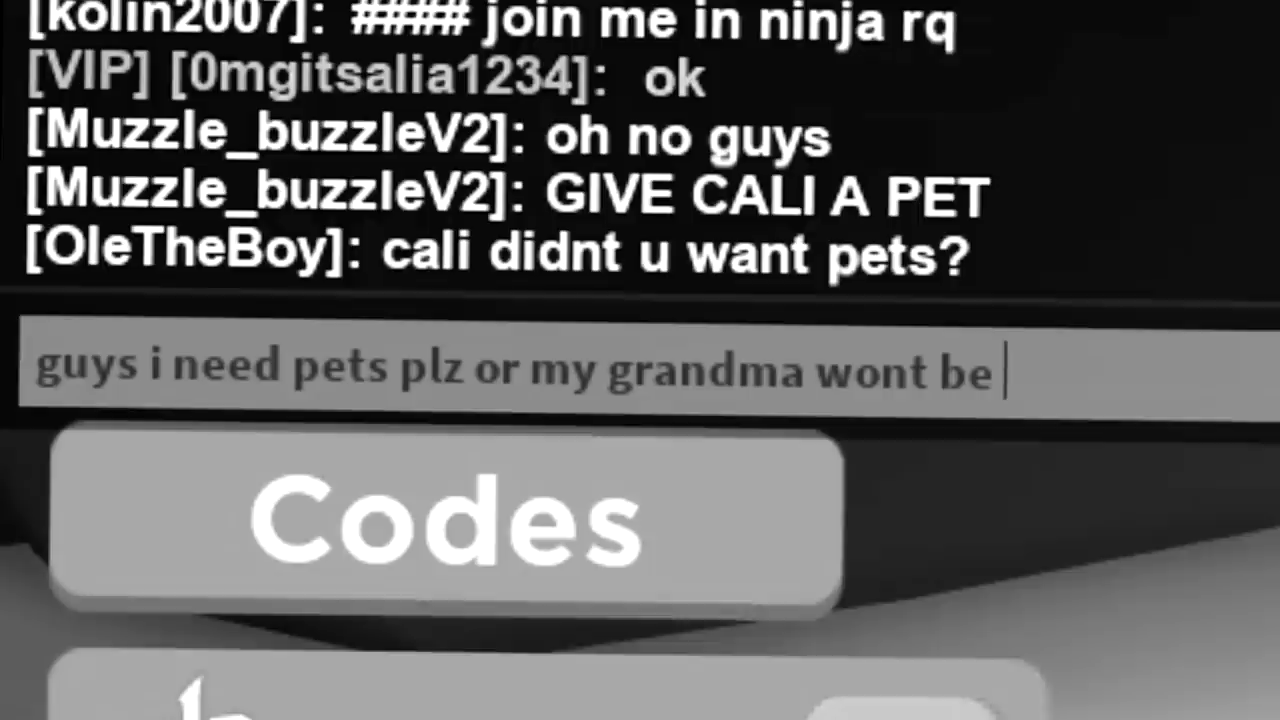 [kolin2007]: #### join me in ninja rq
[VIP] [0mgitsalia1234]: ok
[Muzzle_buzzleV2]: oh no guys
[Muzzle_buzzleV2]: GIVE CALI A PET
[OleTheBoy]: cali didnt u want pets?
guys i need pets plz or my grandma wont be
Codes